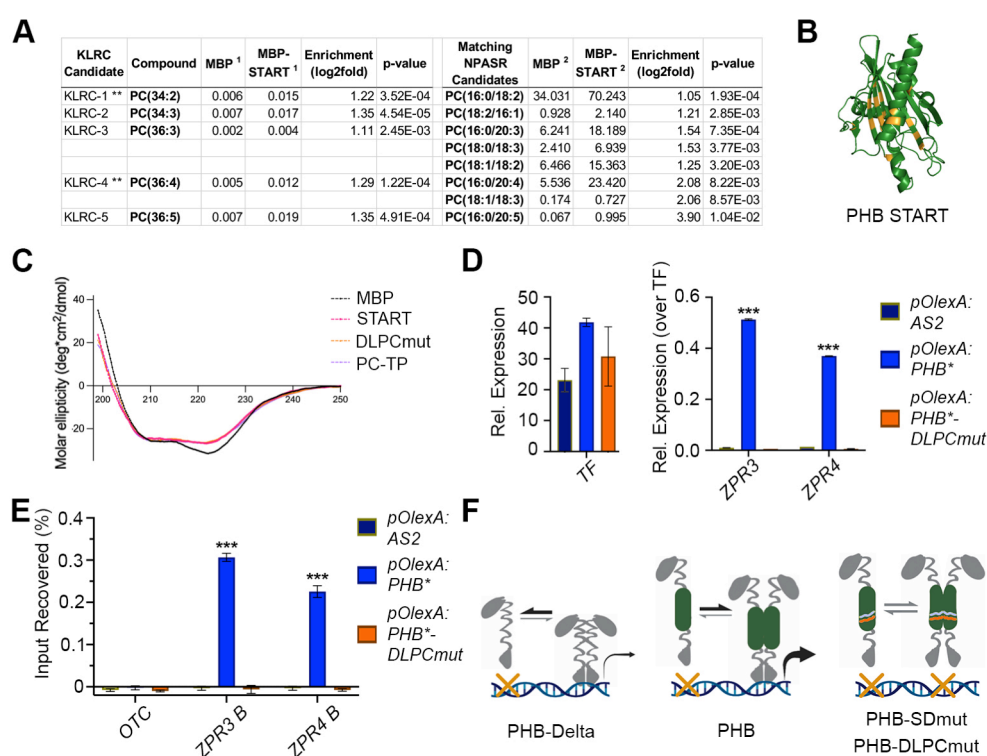 A
KLRC Candidate Compound MBP 1 MBP-START 1 Enrichment (log2fold) p-value Matching NPASR Candidates MBP 2 MBP-START 2 Enrichment (log2fold) p-value
KLRC-1 ** PC(34:2) 0.006 0.015 1.22 3.52E-04 PC(16:0/18:2) 34.031 70.243 1.05 1.93E-04
KLRC-2 PC(34:3) 0.007 0.017 1.35 4.54E-05 PC(18:2/16:1) 0.928 2.140 1.21 2.85E-03
KLRC-3 PC(36:3) 0.002 0.004 1.11 2.45E-03 PC(16:0/20:3) 6.241 18.189 1.54 7.35E-04
PC(18:0/18:3) 2.410 6.939 1.53 3.77E-03
PC(18:1/18:2) 6.466 15.363 1.25 3.20E-03
KLRC-4 ** PC(36:4) 0.005 0.012 1.29 1.22E-04 PC(16:0/20:4) 5.536 23.420 2.08 8.22E-03
PC(18:1/18:3) 0.174 0.727 2.06 8.57E-03
KLRC-5 PC(36:5) 0.007 0.019 1.35 4.91E-04 PC(16:0/20:5) 0.067 0.995 3.90 1.04E-02
B
PHB START
C
Molar ellipticity (deg*cm²/dmol)
40
20
0
-20
200 210 220 230 240 250
MBP
START
DLPCmut
PC-TP
D
Rel. Expression
50
40
30
20
10
0
TF
Rel. Expression (over TF)
0.6
0.4
0.2
0.0
***
***
ZPR3
ZPR4
pOlexA:
AS2
pOlexA:
PHB*
pOlexA:
PHB*-
DLPCmut
E
Input Recovered (%)
0.4
0.3
0.2
0.1
0
***
***
OTC
ZPR3 B
ZPR4 B
pOlexA:
AS2
pOlexA:
PHB*
pOlexA:
PHB*-
DLPCmut
F
PHB-Delta
PHB
PHB-SDmut
PHB-DLPCmut